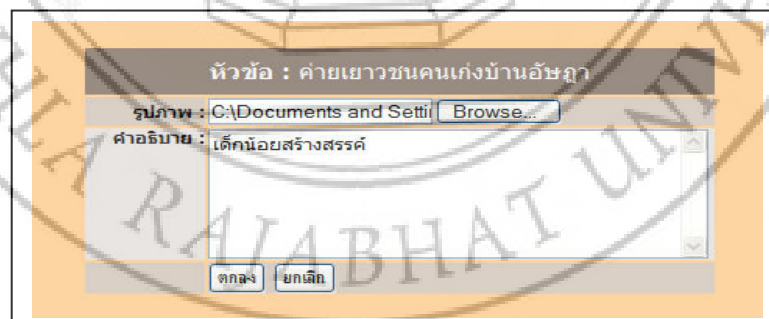 หัวข้อ : ค่ายเยาวชนคนเก่งบ้านอัษฎา
รูปภาพ : C:\Documents and Setti Browse...
คำอธิบาย : เด็กน้อยสร้างสรรค์
ตกลง ยกเลิก
RAJABHAT